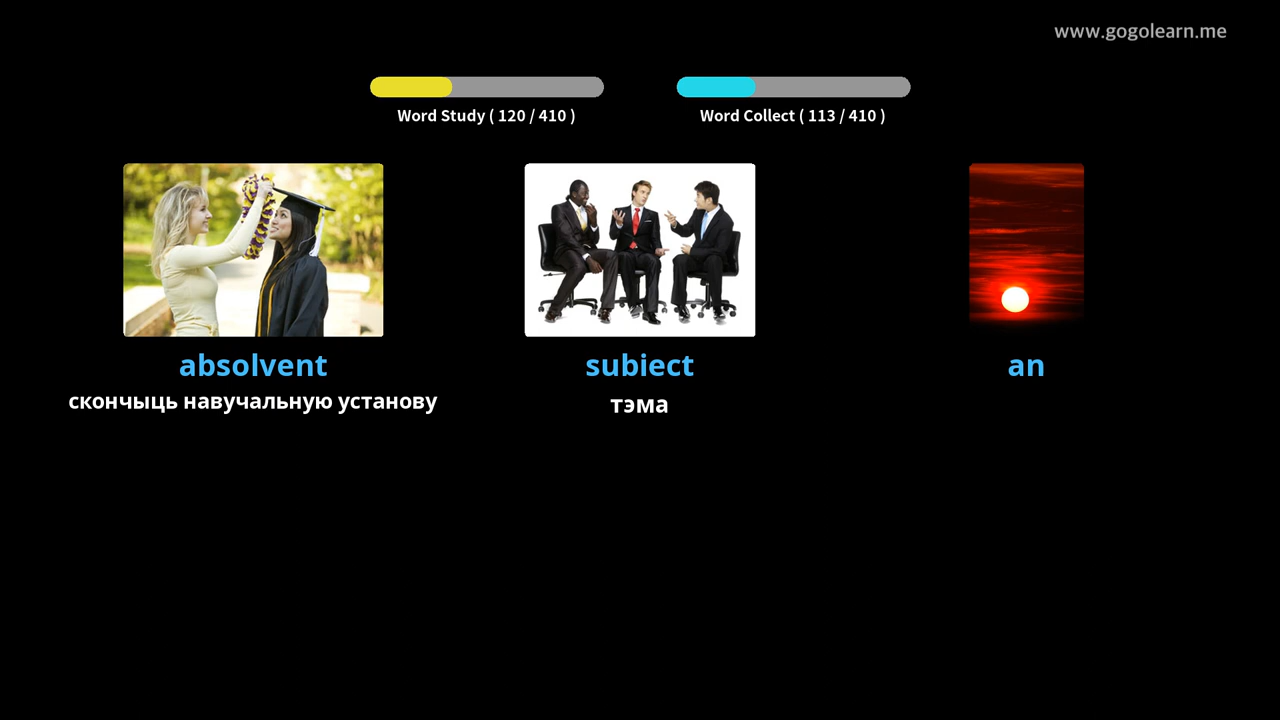 www.gogolearn.me
Word Study ( 120 / 410 )
Word Collect ( 113 / 410 )
absolvent
subiect
an
скончыць навучальную установу
тэма